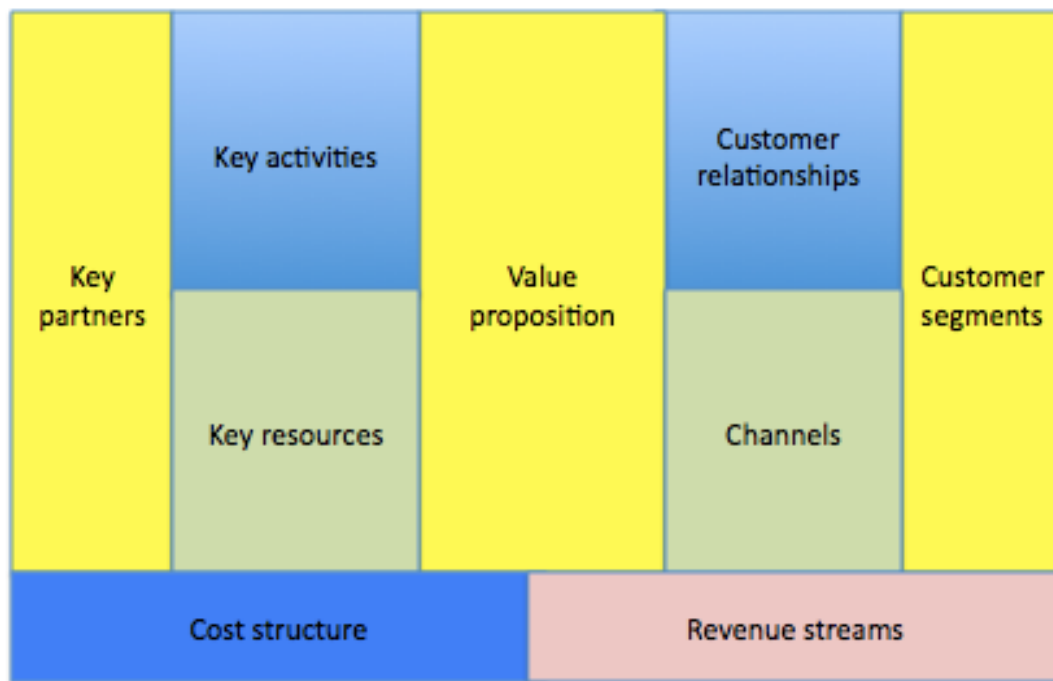 Key
partners
Key activities
Key resources
Value
proposition
Customer
relationships
Channels
Customer
segments
Cost structure
Revenue streams